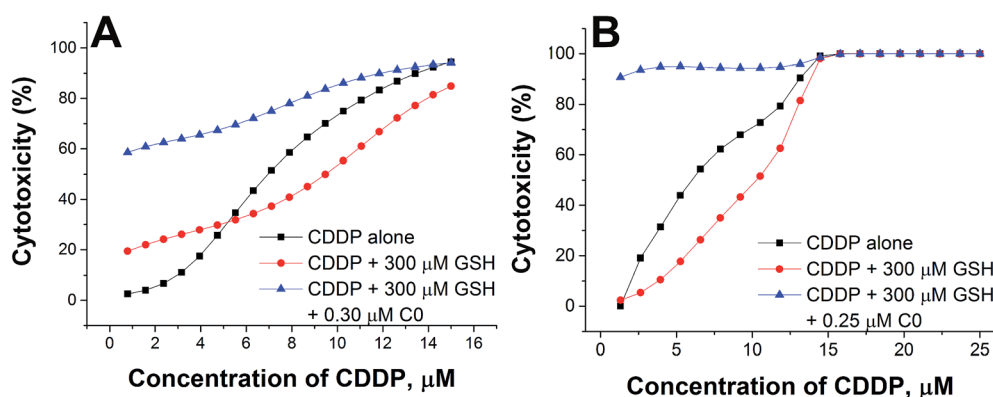 A
Cytotoxicity (%)
100
80
60
40
20
0
CDDP alone
CDDP + 300 μM GSH
CDDP + 300 μM GSH
+ 0.30 μM C0
0 2 4 6 8 10 12 14 16
Concentration of CDDP, μM
B
Cytotoxicity (%)
100
80
60
40
20
0
CDDP alone
CDDP + 300 μM GSH
CDDP + 300 μM GSH
+ 0.25 μM C0
0 5 10 15 20 25
Concentration of CDDP, μM